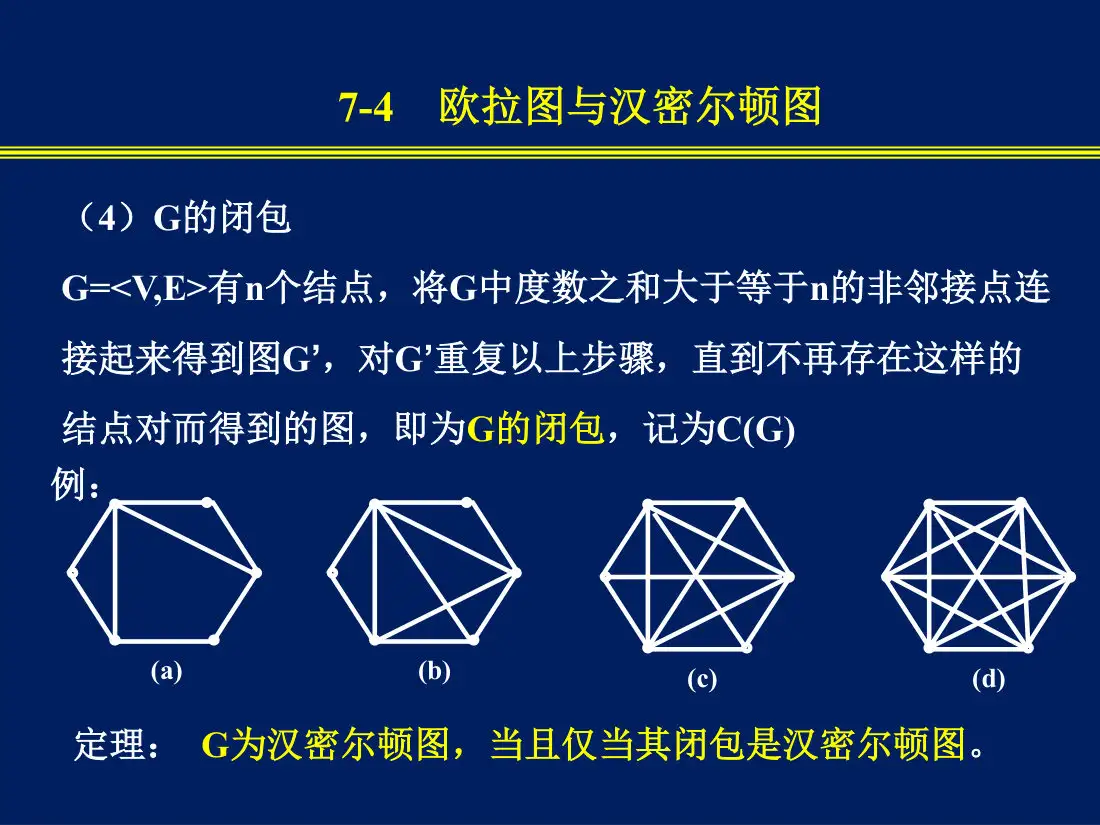 7-4 欧拉图与汉密尔顿图
（4）G的闭包
G=<V,E>有n个结点，将G中度数之和大于等于n的非邻接点连
接起来得到图G’，对G’重复以上步骤，直到不再存在这样的
结点对而得到的图，即为G的闭包，记为C(G)
例：
(a) (b) (c) (d)
定理： G为汉密尔顿图，当且仅当其闭包是汉密尔顿图。